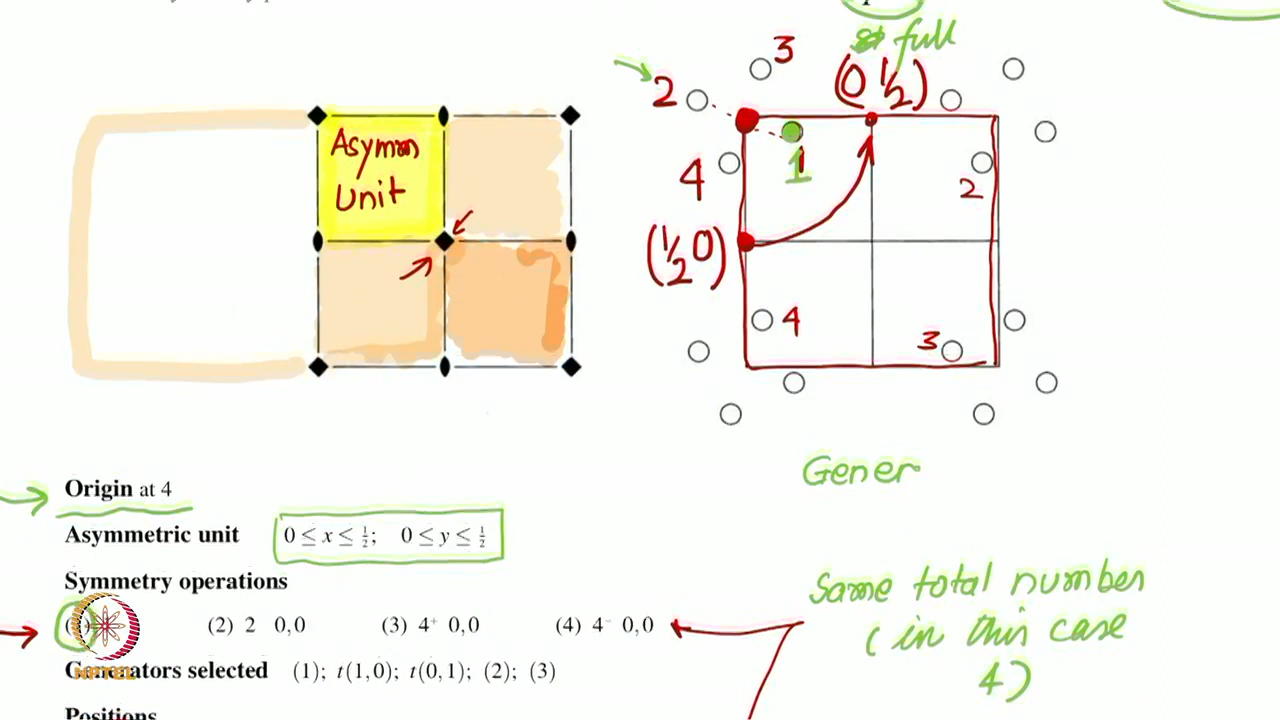 full
3
(0 ½)
2
Asymm
Unit
1
4
2
(½ 0)
4
3
Gener
Origin at 4
Asymmetric unit 0 ≤ x ≤ ½; 0 ≤ y ≤ ½
Symmetry operations
(2) 2 0,0 (3) 4⁺ 0,0 (4) 4⁻ 0,0
Generators selected (1); t(1,0); t(0,1); (2); (3)
Positions
Same total number
(in this case
4)
NPTEL